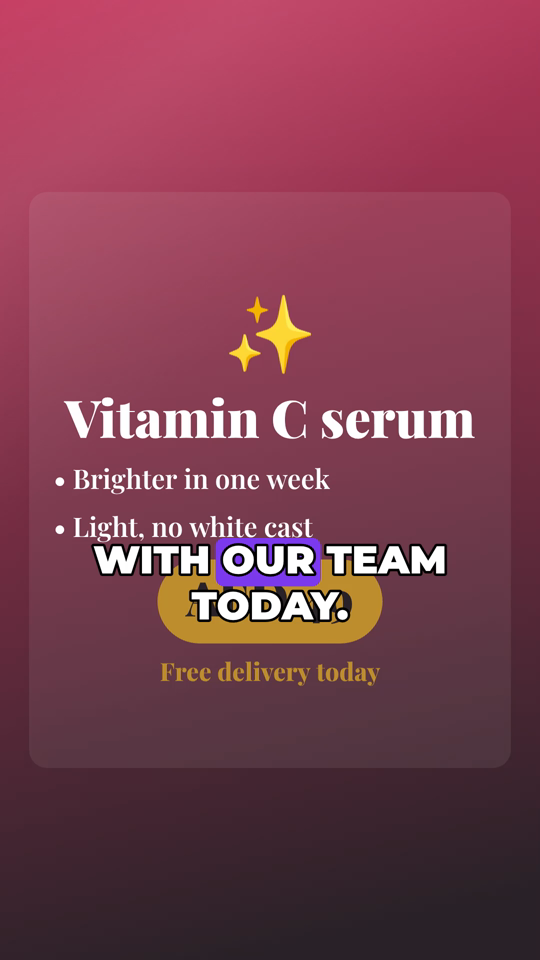 Vitamin C serum
• Brighter in one week
• Light, no white cast
WITH OUR TEAM
TODAY.
Free delivery today